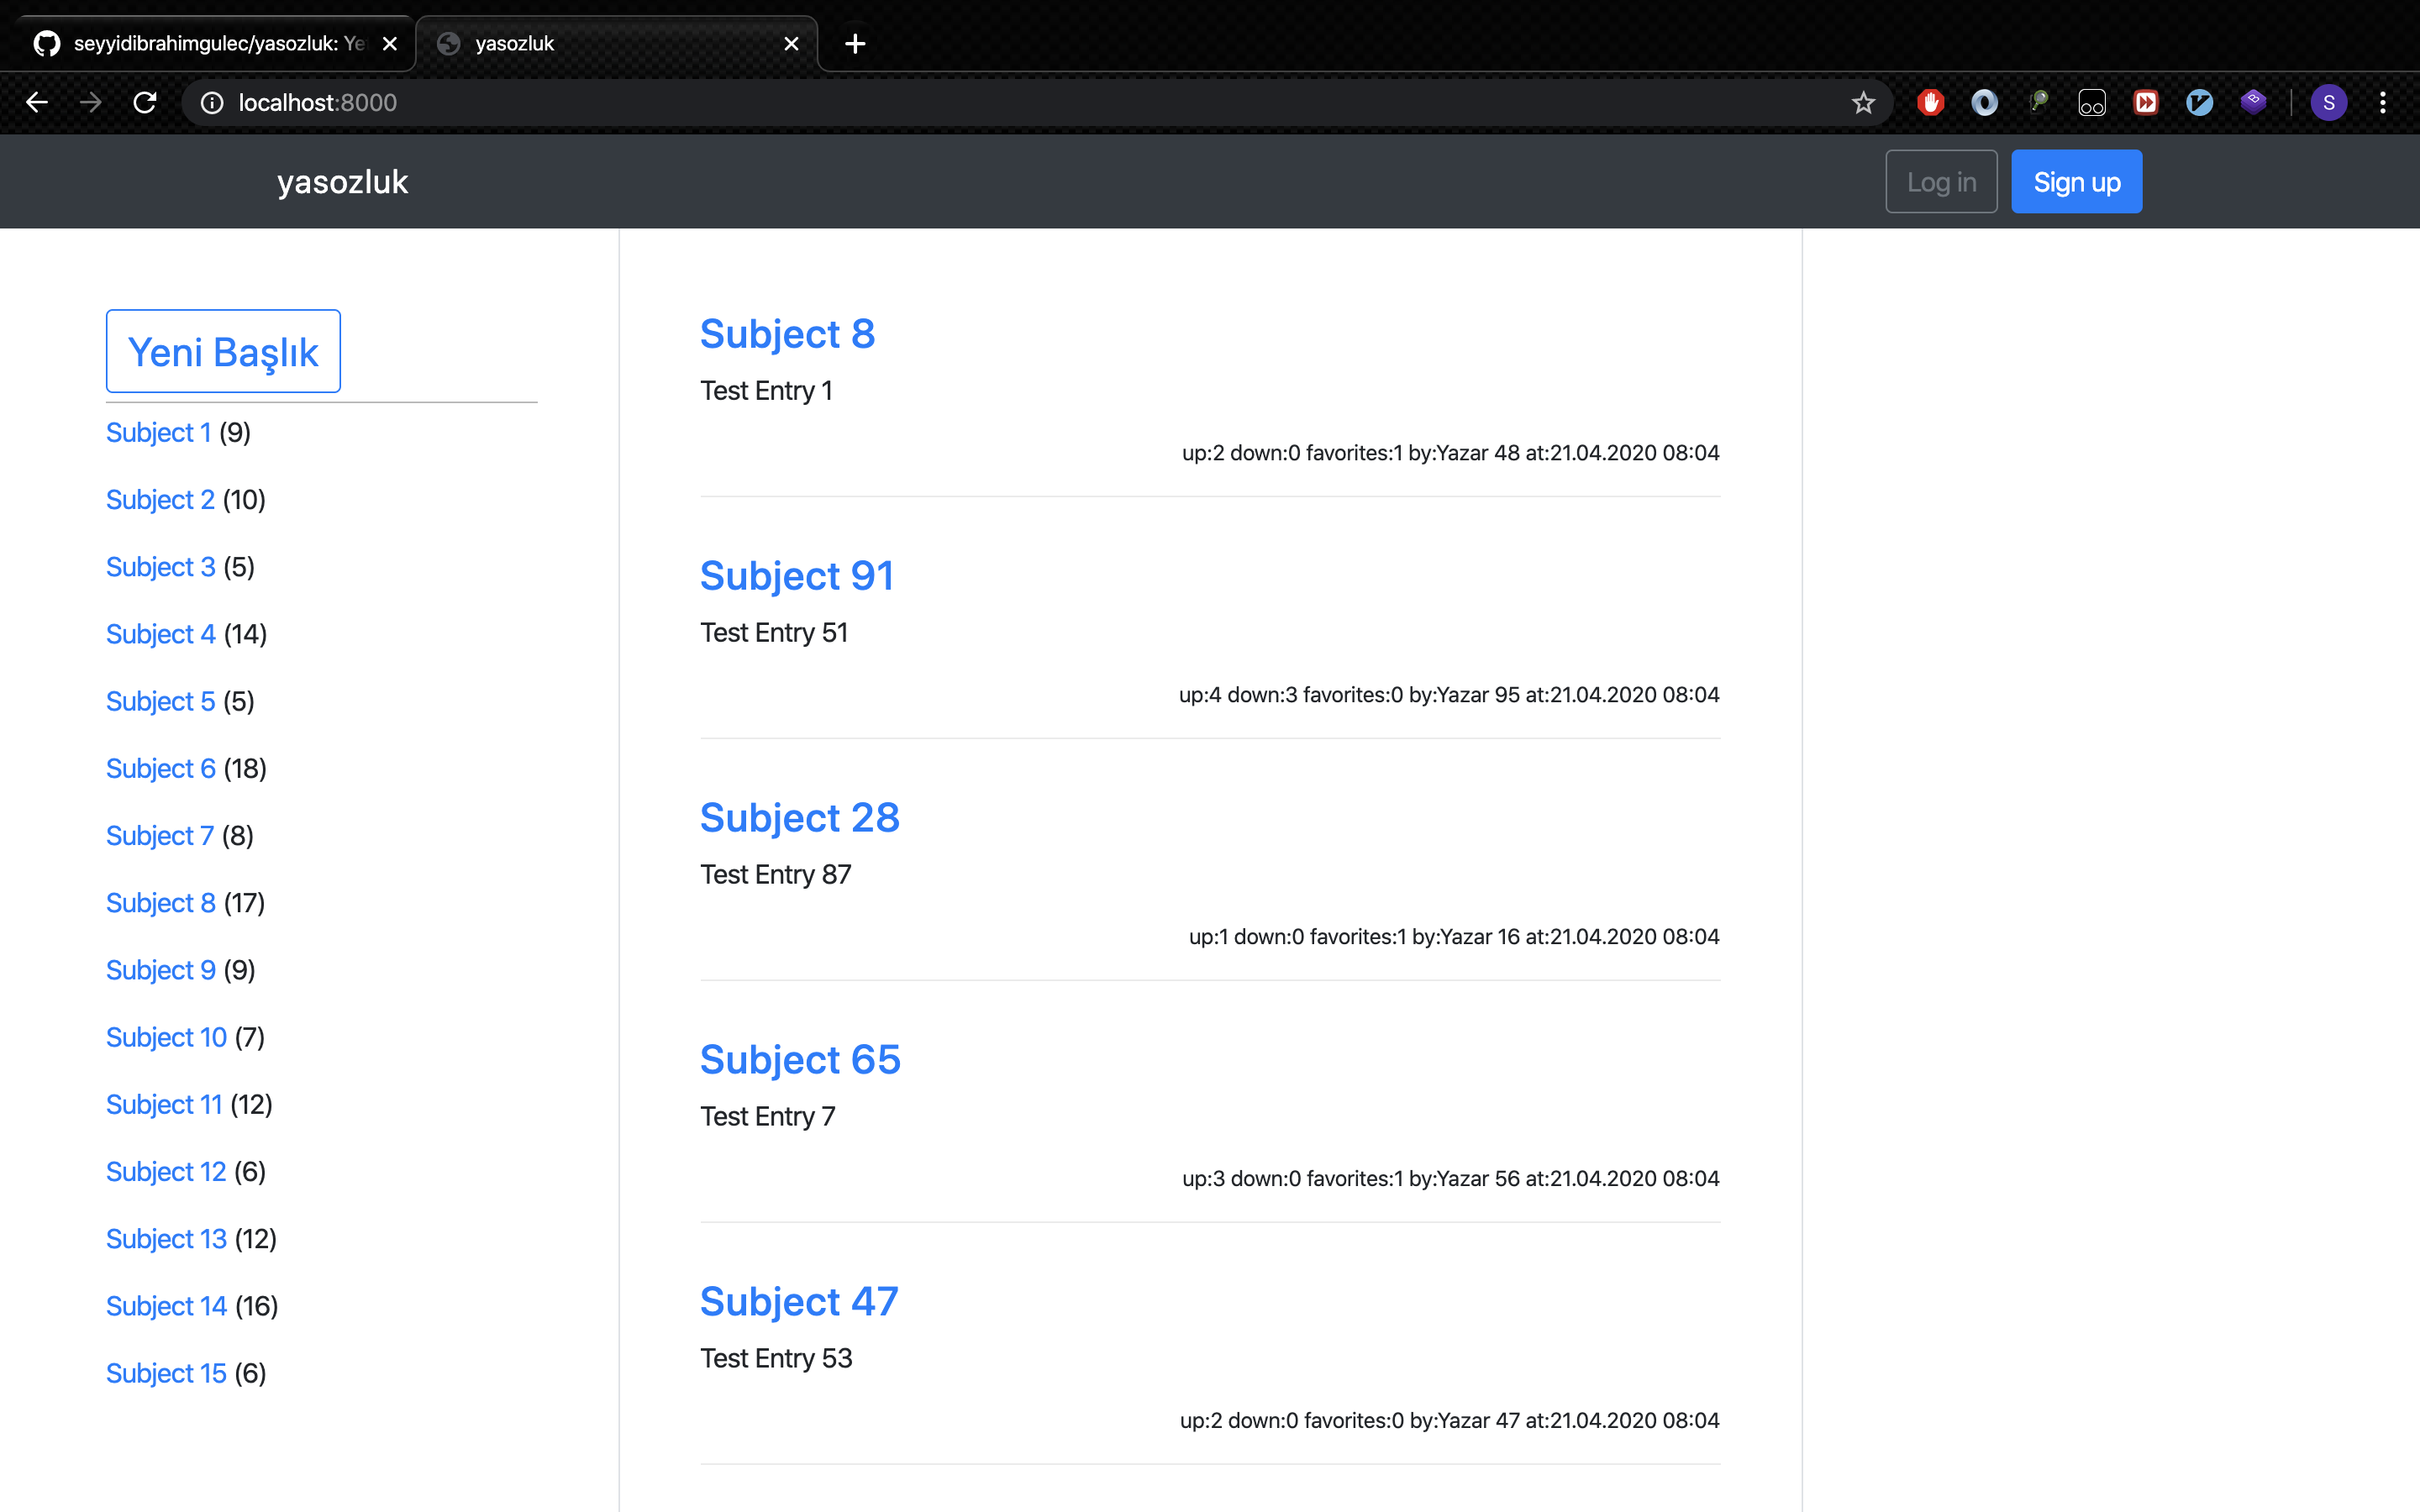 seyyidibrahimgulec/yasozluk: Ye
yasozluk
localhost:8000
S
yasozluk
Log in
Sign up
Yeni Başlık
Subject 1 (9)
Subject 2 (10)
Subject 3 (5)
Subject 4 (14)
Subject 5 (5)
Subject 6 (18)
Subject 7 (8)
Subject 8 (17)
Subject 9 (9)
Subject 10 (7)
Subject 11 (12)
Subject 12 (6)
Subject 13 (12)
Subject 14 (16)
Subject 15 (6)
Subject 8
Test Entry 1
up:2 down:0 favorites:1 by:Yazar 48 at:21.04.2020 08:04
Subject 91
Test Entry 51
up:4 down:3 favorites:0 by:Yazar 95 at:21.04.2020 08:04
Subject 28
Test Entry 87
up:1 down:0 favorites:1 by:Yazar 16 at:21.04.2020 08:04
Subject 65
Test Entry 7
up:3 down:0 favorites:1 by:Yazar 56 at:21.04.2020 08:04
Subject 47
Test Entry 53
up:2 down:0 favorites:0 by:Yazar 47 at:21.04.2020 08:04